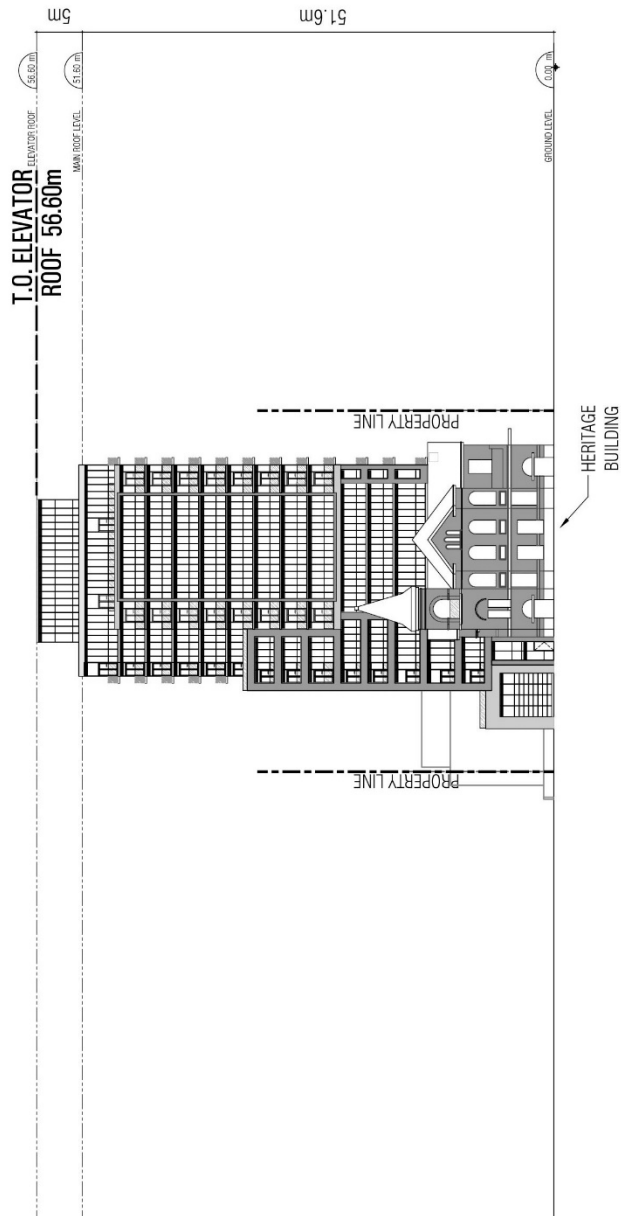 T.O. ELEVATOR
ROOF 56.60m
ELEVATOR ROOF
56.60 m
5m
MAIN ROOF LEVEL
51.60 m
51.6m
PROPERTY LINE
PROPERTY LINE
GROUND LEVEL
0.00 m
HERITAGE
BUILDING